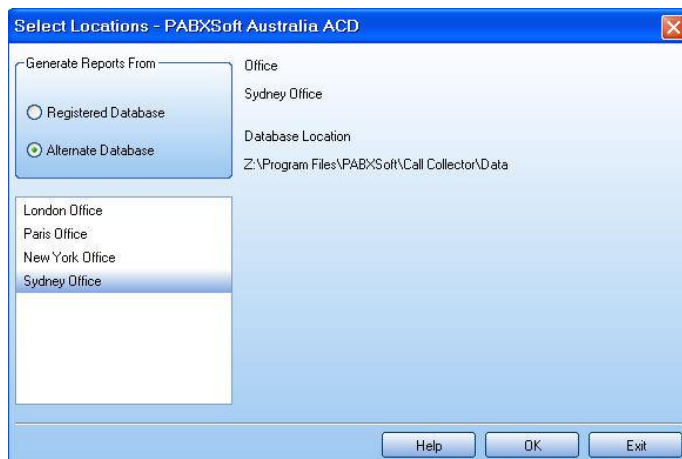 Select Locations - PABXSoft Australia ACD
Generate Reports From
Registered Database
Alternate Database
Office
Sydney Office
Database Location
Z:\Program Files\PABXSoft\Call Collector\Data
London Office
Paris Office
New York Office
Sydney Office
Help
OK
Exit